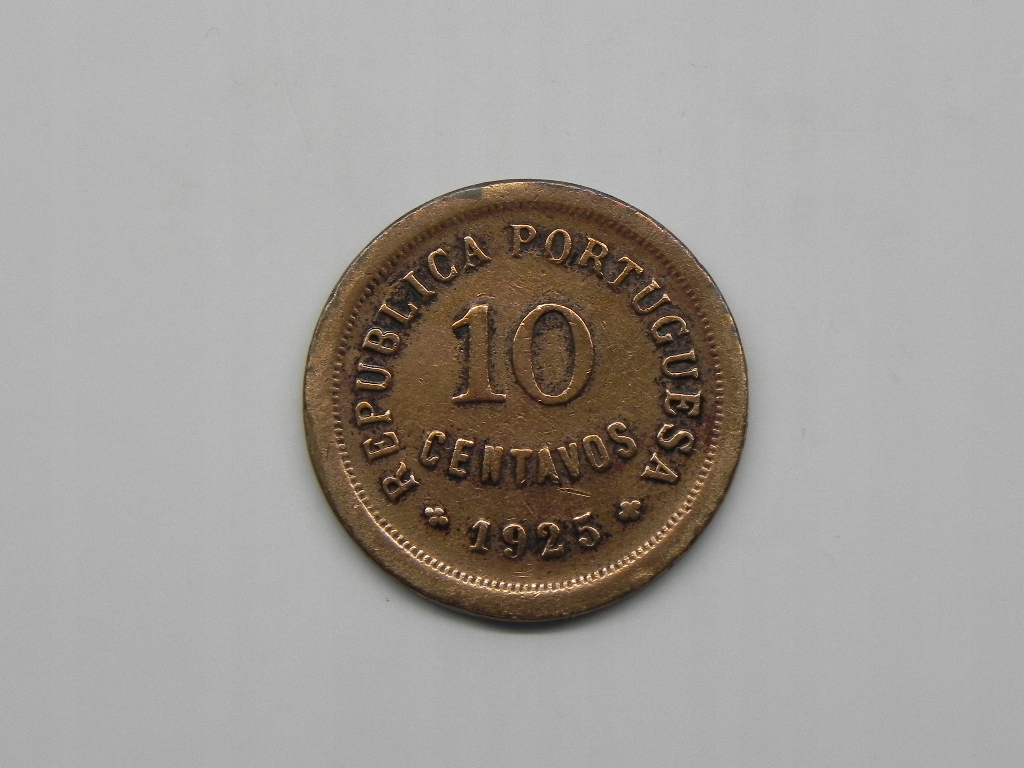 REPUBLICA PORTUGUESA
10
CENTAVOS
1925